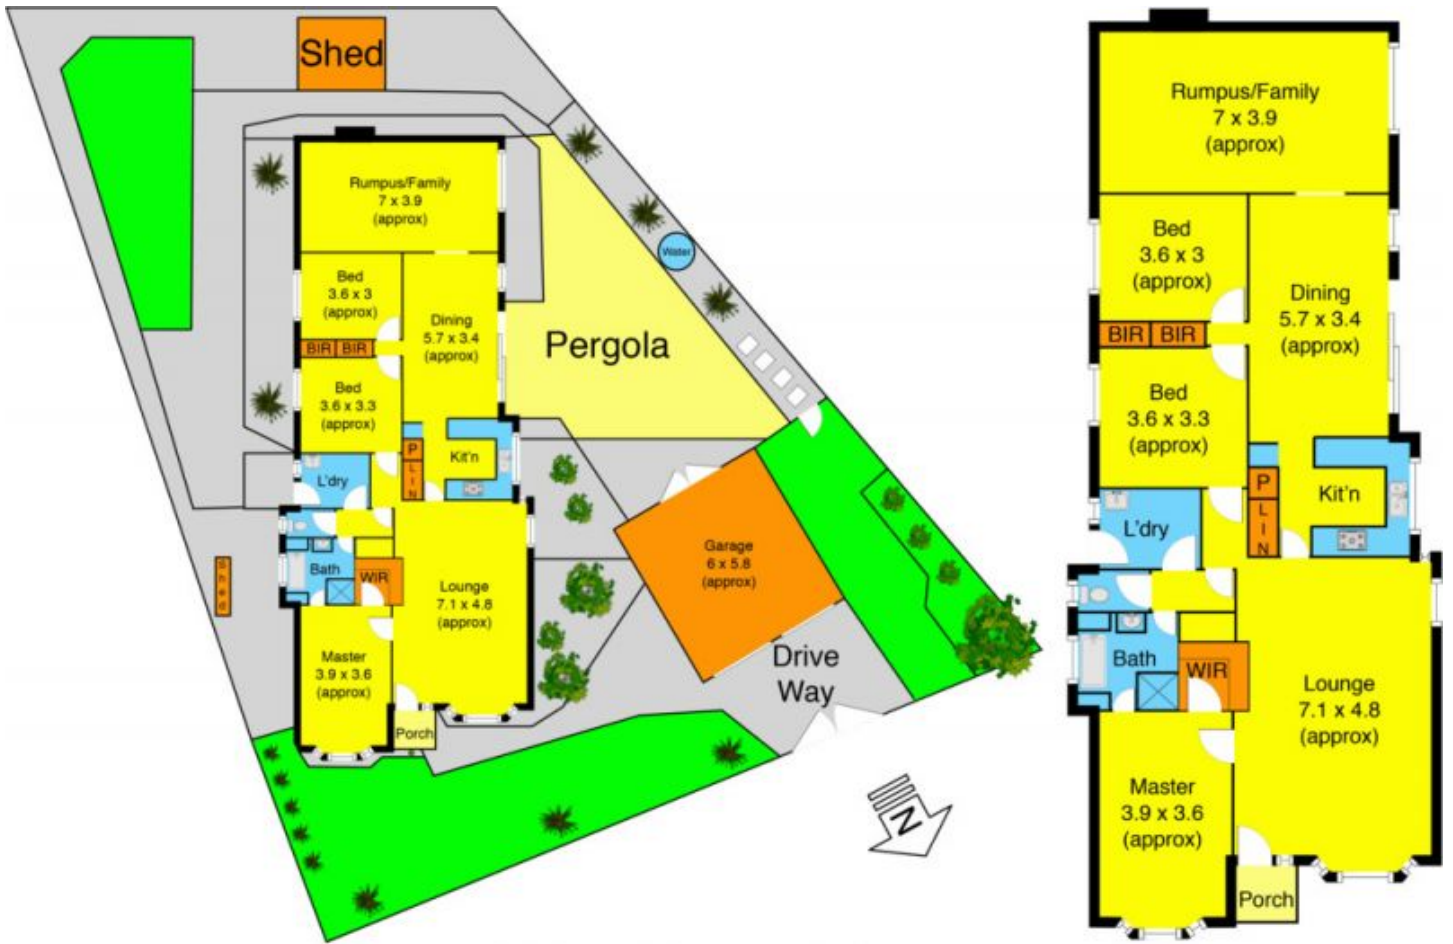 Shed
Rumpus/Family
7 x 3.9
(approx)
Water
Bed
3.6 x 3
(approx)
Dining
5.7 x 3.4
(approx)
Pergola
BIR BIR
Bed
3.6 x 3.3
(approx)
P
L
I
N
Kit'n
L'dry
Bath
WIR
Shed
Lounge
7.1 x 4.8
(approx)
Garage
6 x 5.8
(approx)
Master
3.9 x 3.6
(approx)
Porch
Drive
Way
N
Rumpus/Family
7 x 3.9
(approx)
Bed
3.6 x 3
(approx)
Dining
5.7 x 3.4
(approx)
BIR BIR
Bed
3.6 x 3.3
(approx)
P
L
I
N
Kit'n
L'dry
Bath
WIR
Lounge
7.1 x 4.8
(approx)
Master
3.9 x 3.6
(approx)
Porch